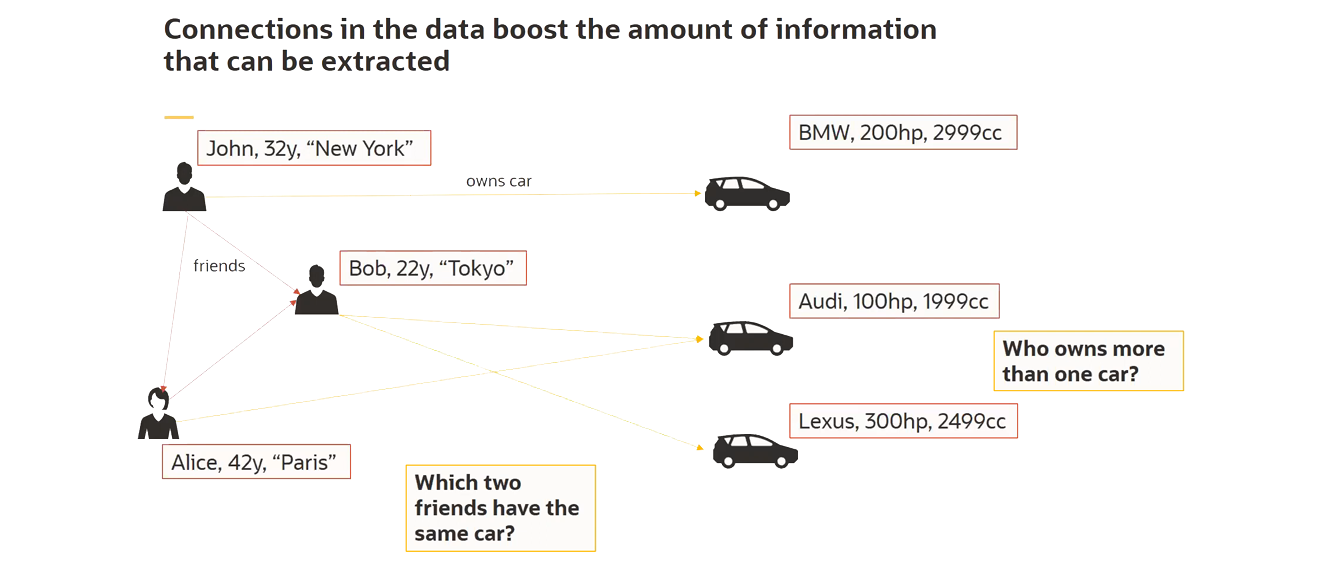 Connections in the data boost the amount of information
that can be extracted
John, 32y, “New York”
BMW, 200hp, 2999cc
owns car
friends
Bob, 22y, “Tokyo”
Audi, 100hp, 1999cc
Who owns more
than one car?
Lexus, 300hp, 2499cc
Alice, 42y, “Paris”
Which two
friends have the
same car?